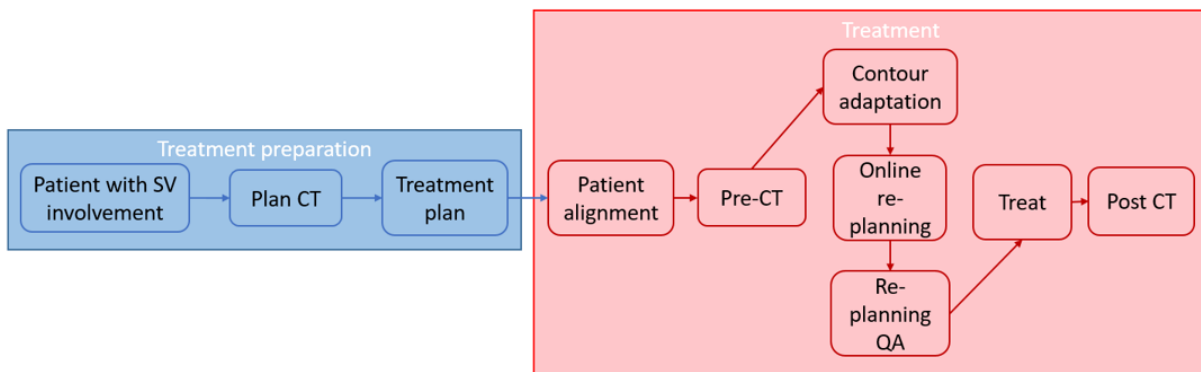 Treatment preparation
Patient with SV
involvement
Plan CT
Treatment
plan
Treatment
Patient
alignment
Pre-CT
Contour
adaptation
Online
re-
planning
Re-
planning
QA
Treat
Post CT